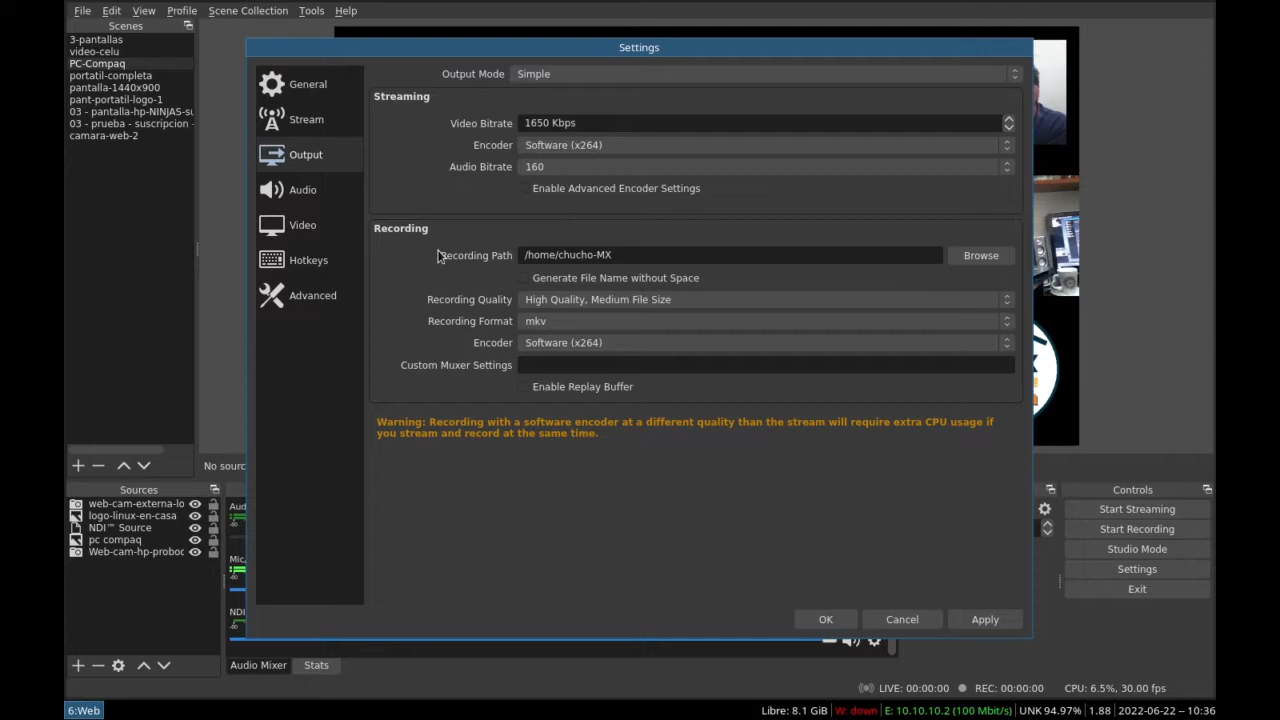 File Edit View Profile Scene Collection Tools Help
Scenes
3-pantallas
video-celu
PC-Compaq
portatil-completa
pantalla-1440x900
pant-portatil-logo-1
03 - pantalla-hp-NINJAS-su
03 - prueba - suscripcion -
camara-web-2
No sourc
Sources
web-cam-externa-lo
logo-linux-en-casa
NDI™ Source
pc compaq
Web-cam-hp-proboc
Settings
General
Stream
Output
Audio
Video
Hotkeys
Advanced
Output Mode Simple
Streaming
Video Bitrate 1650 Kbps
Encoder Software (x264)
Audio Bitrate 160
Enable Advanced Encoder Settings
Recording
Recording Path /home/chucho-MX Browse
Generate File Name without Space
Recording Quality High Quality, Medium File Size
Recording Format mkv
Encoder Software (x264)
Custom Muxer Settings
Enable Replay Buffer
Warning: Recording with a software encoder at a different quality than the stream will require extra CPU usage if
you stream and record at the same time.
OK Cancel Apply
Aud
-60
Mic,
-60
NDI
-60
Audio Mixer Stats
Controls
Start Streaming
Start Recording
Studio Mode
Settings
Exit
LIVE: 00:00:00 REC: 00:00:00 CPU: 6.5%, 30.00 fps
6:Web
Libre: 8.1 GiB W: down E: 10.10.10.2 (100 Mbit/s) UNK 94.97% 1.88 2022-06-22 -- 10:36